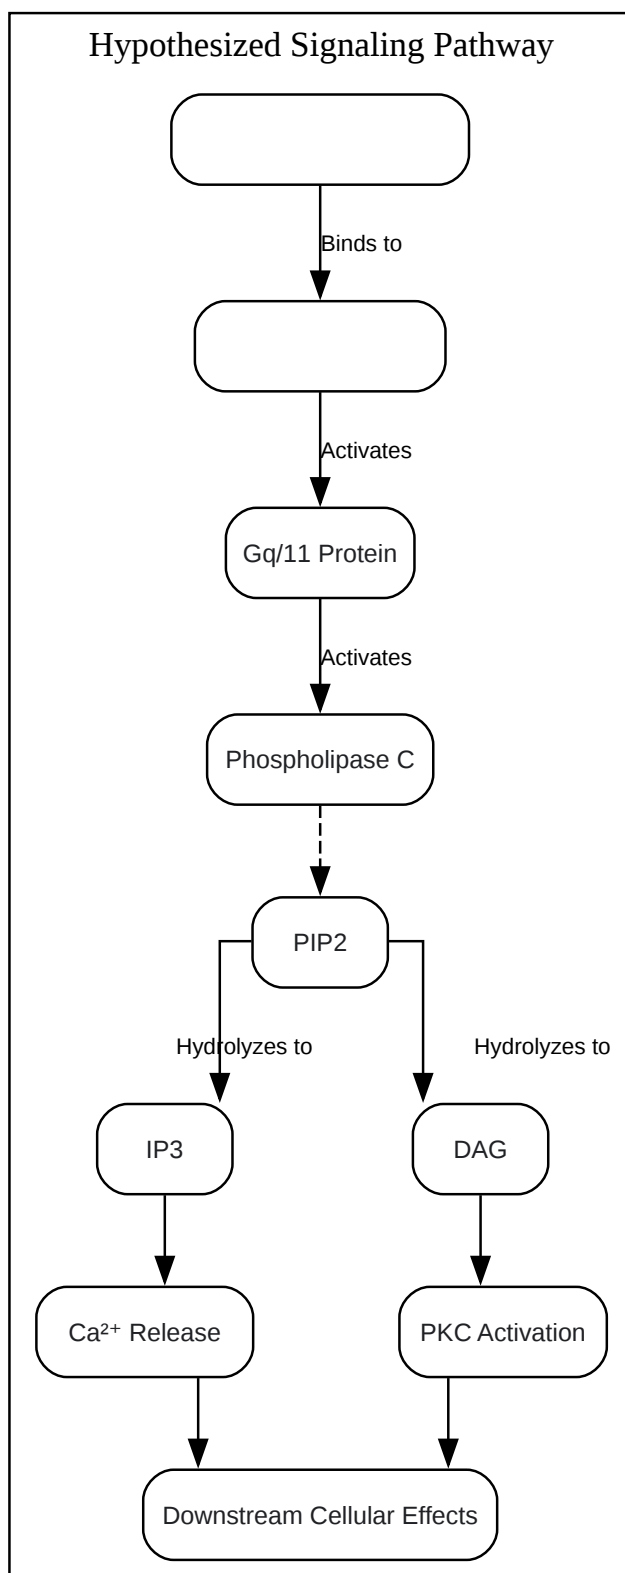 Hypothesized Signaling Pathway
Binds to
Activates
Gq/11 Protein
Activates
Phospholipase C
PIP2
Hydrolyzes to
Hydrolyzes to
IP3
DAG
Ca²⁺ Release
PKC Activation
Downstream Cellular Effects